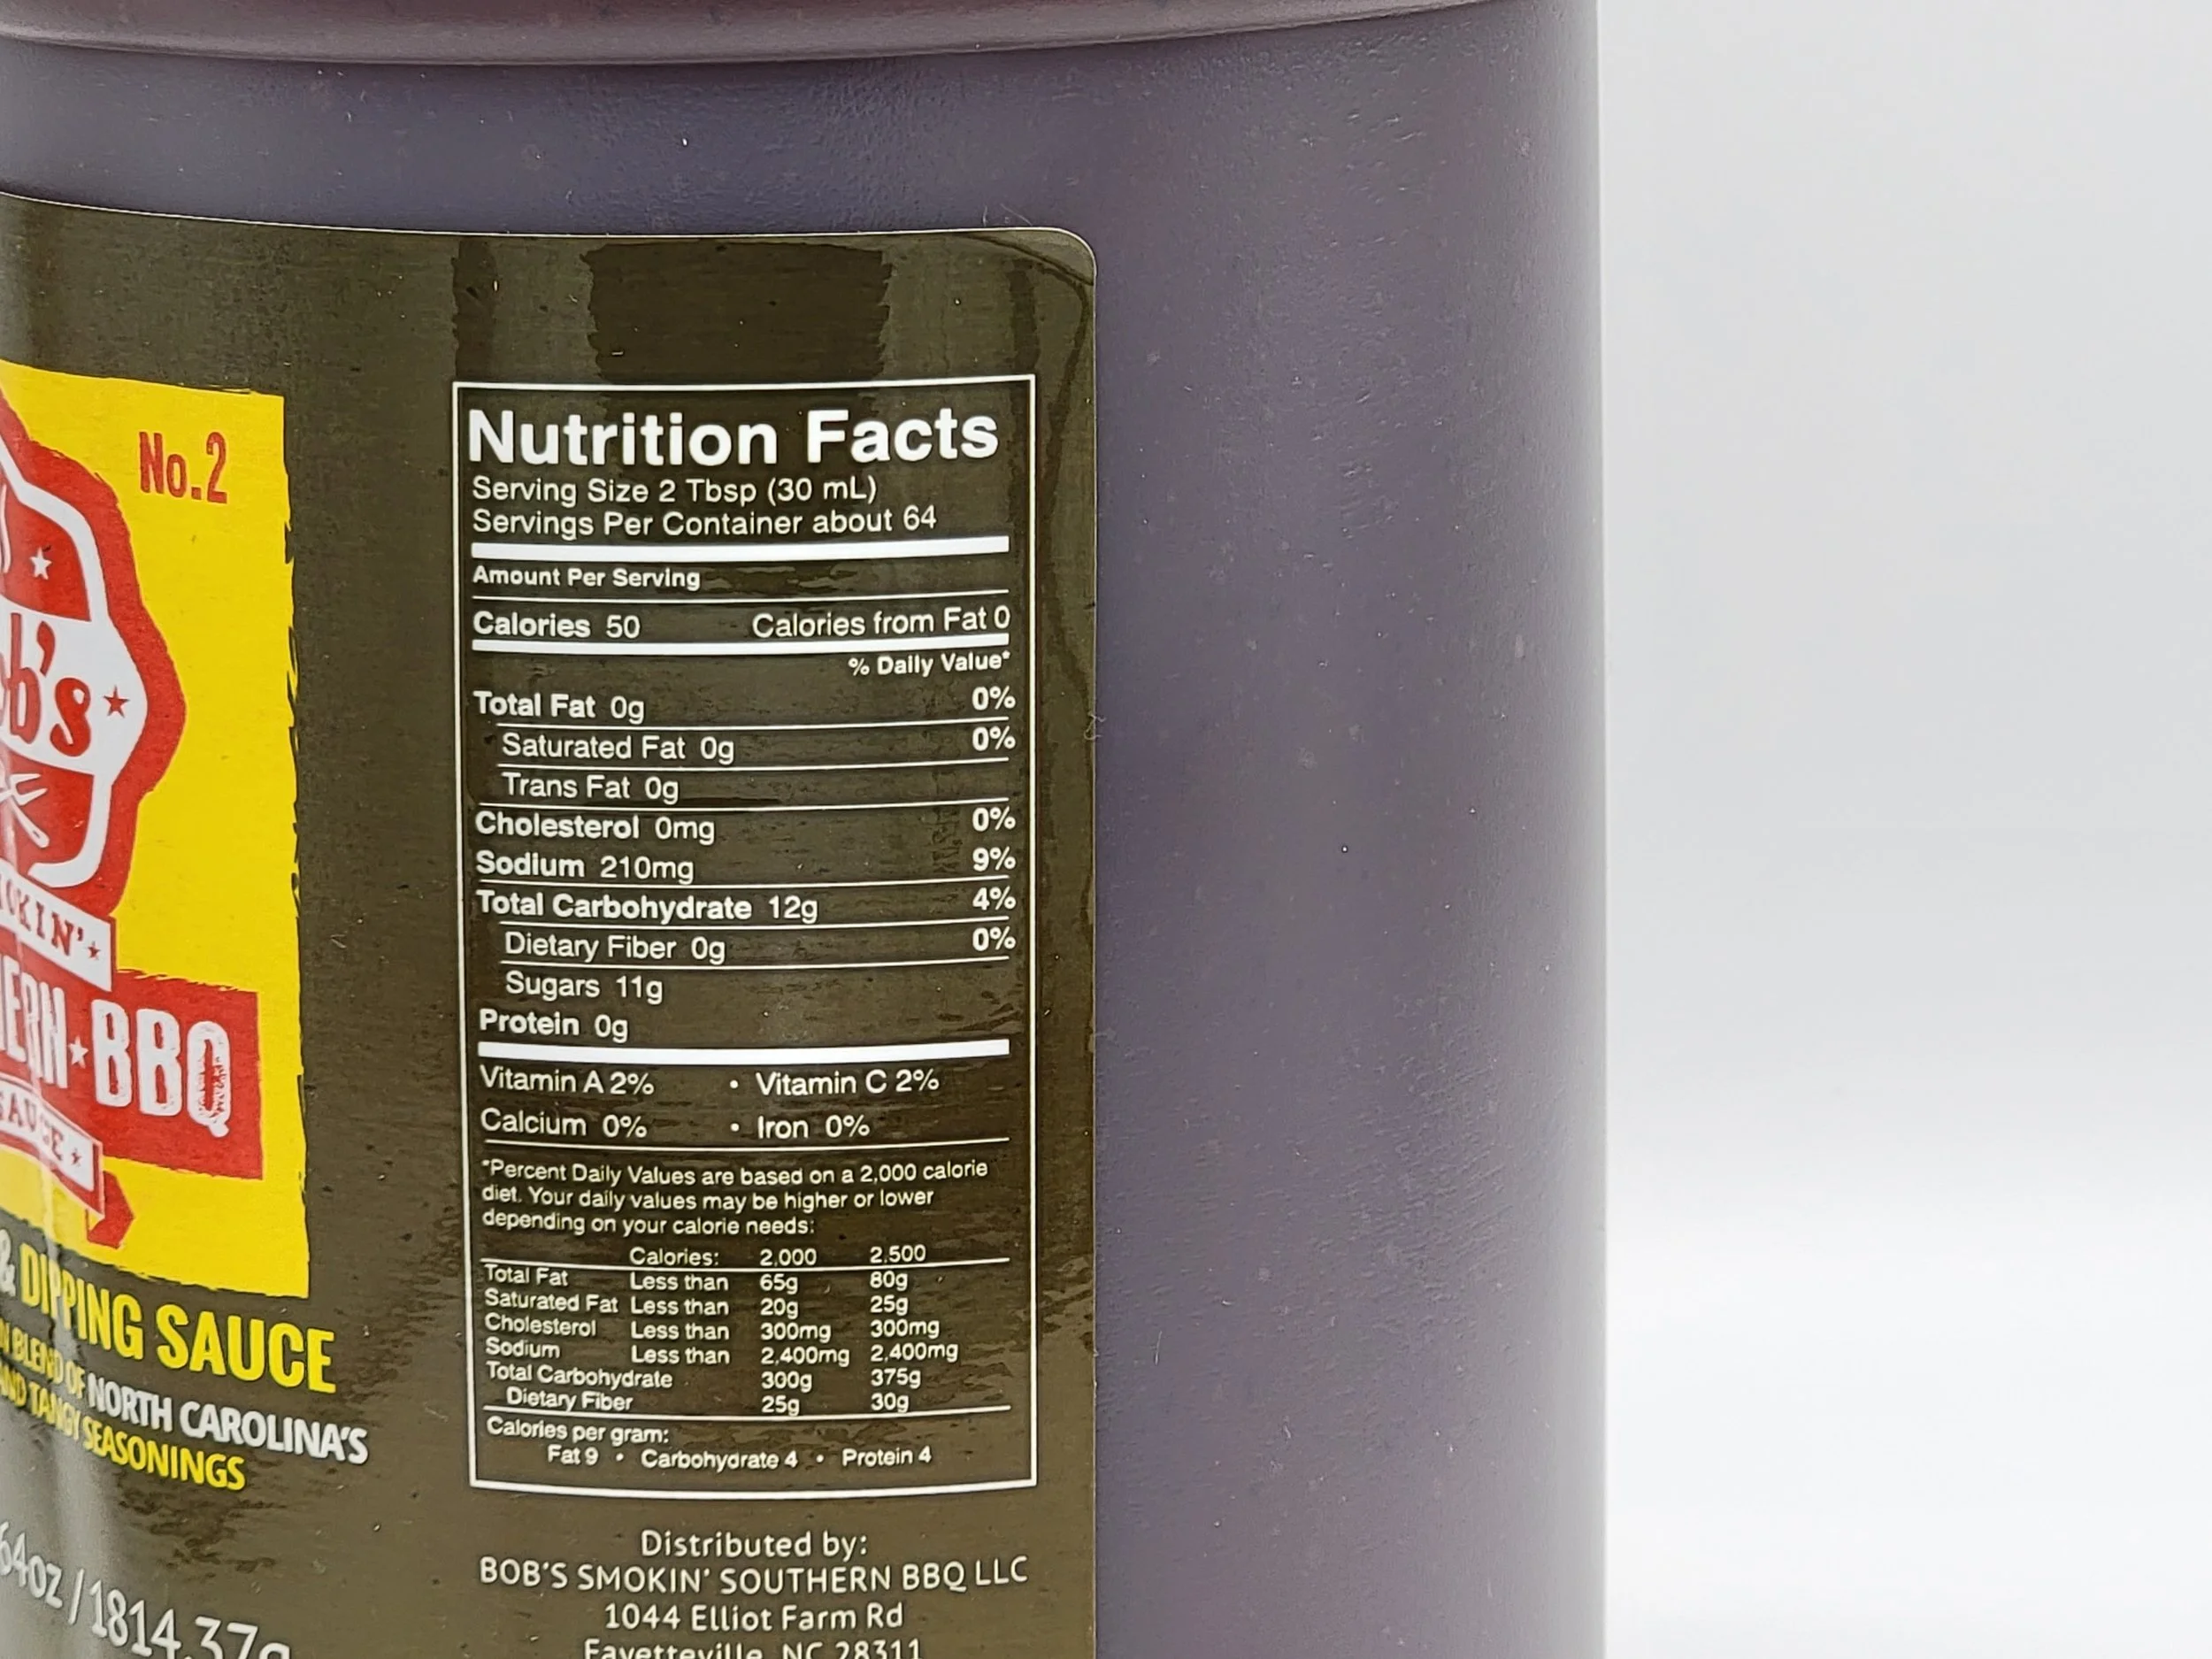 No.2
b's
KIN'
ERN BBQ
SAUCE
& DIPPING SAUCE
BLEND OF NORTH CAROLINA'S
AND TANGY SEASONINGS
64oz / 1814.37g
Nutrition Facts
Serving Size 2 Tbsp (30 mL)
Servings Per Container about 64
Amount Per Serving
Calories 50 Calories from Fat 0
% Daily Value*
Total Fat 0g 0%
Saturated Fat 0g 0%
Trans Fat 0g
Cholesterol 0mg 0%
Sodium 210mg 9%
Total Carbohydrate 12g 4%
Dietary Fiber 0g 0%
Sugars 11g
Protein 0g
Vitamin A 2% • Vitamin C 2%
Calcium 0% • Iron 0%
*Percent Daily Values are based on a 2,000 calorie
diet. Your daily values may be higher or lower
depending on your calorie needs:
Calories: 2,000 2,500
Total Fat Less than 65g 80g
Saturated Fat Less than 20g 25g
Cholesterol Less than 300mg 300mg
Sodium Less than 2,400mg 2,400mg
Total Carbohydrate 300g 375g
Dietary Fiber 25g 30g
Calories per gram:
Fat 9 • Carbohydrate 4 • Protein 4
Distributed by:
BOB'S SMOKIN' SOUTHERN BBQ LLC
1044 Elliot Farm Rd
Fayetteville, NC 28311